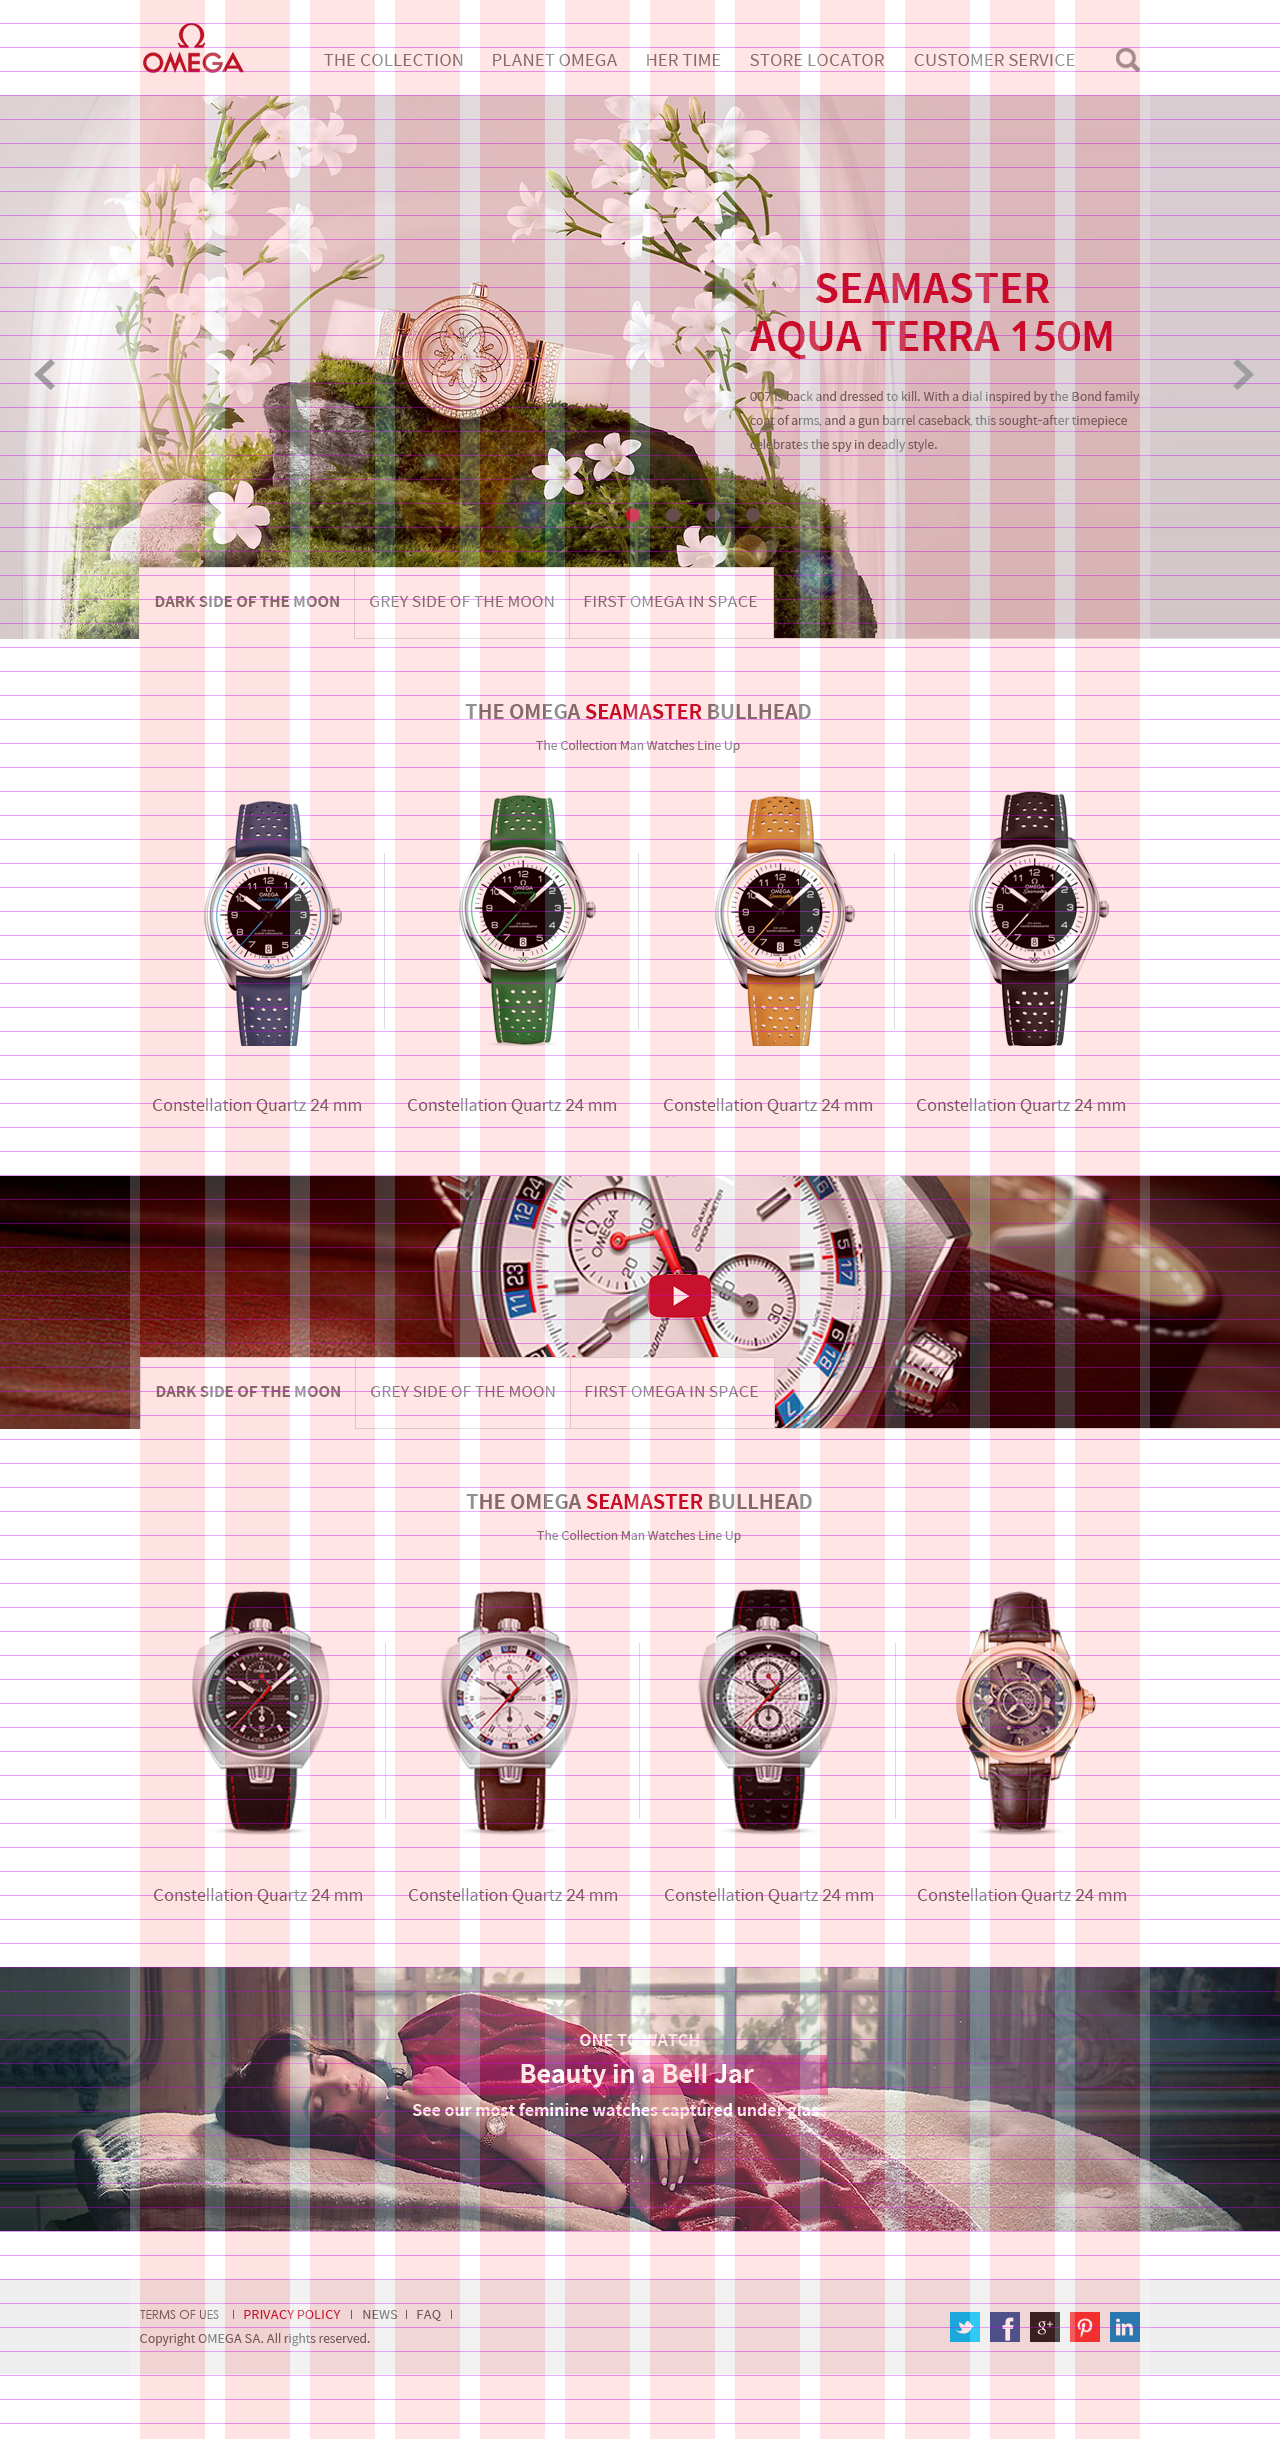 OMEGA
THE COLLECTION PLANET OMEGA HER TIME STORE LOCATOR CUSTOMER SERVICE
SEAMASTER
AQUA TERRA 150M
007 is back and dressed to kill. With a dial inspired by the Bond family
coat of arms, and a gun barrel caseback, this sought-after timepiece
celebrates the spy in deadly style.
DARK SIDE OF THE MOON GREY SIDE OF THE MOON FIRST OMEGA IN SPACE
THE OMEGA SEAMASTER BULLHEAD
The Collection Man Watches Line Up
Constellation Quartz 24 mm Constellation Quartz 24 mm Constellation Quartz 24 mm Constellation Quartz 24 mm
DARK SIDE OF THE MOON GREY SIDE OF THE MOON FIRST OMEGA IN SPACE
THE OMEGA SEAMASTER BULLHEAD
The Collection Man Watches Line Up
Constellation Quartz 24 mm Constellation Quartz 24 mm Constellation Quartz 24 mm Constellation Quartz 24 mm
ONE TO WATCH
Beauty in a Bell Jar
See our most feminine watches captured under glass
TERMS OF UES | PRIVACY POLICY | NEWS | FAQ |
Copyright OMEGA SA. All rights reserved.